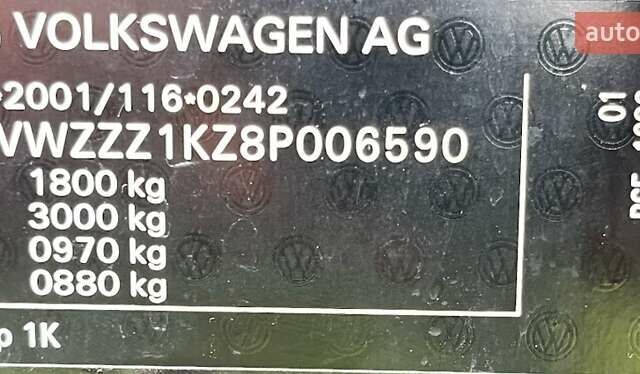 VOLKSWAGEN AG
*2001/116*0242
VWZZZ1KZ8P006590
1800 kg
3000 kg
0970 kg
0880 kg
p 1K
01
auto